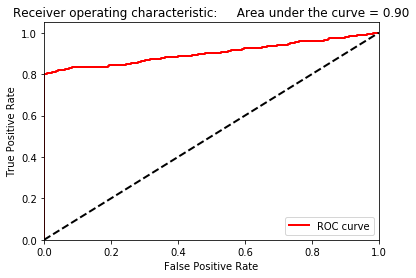 Receiver operating characteristic:     Area under the curve = 0.90
1.0
0.8
0.6
0.4
0.2
0.0
True Positive Rate
ROC curve
0.0 0.2 0.4 0.6 0.8 1.0
False Positive Rate